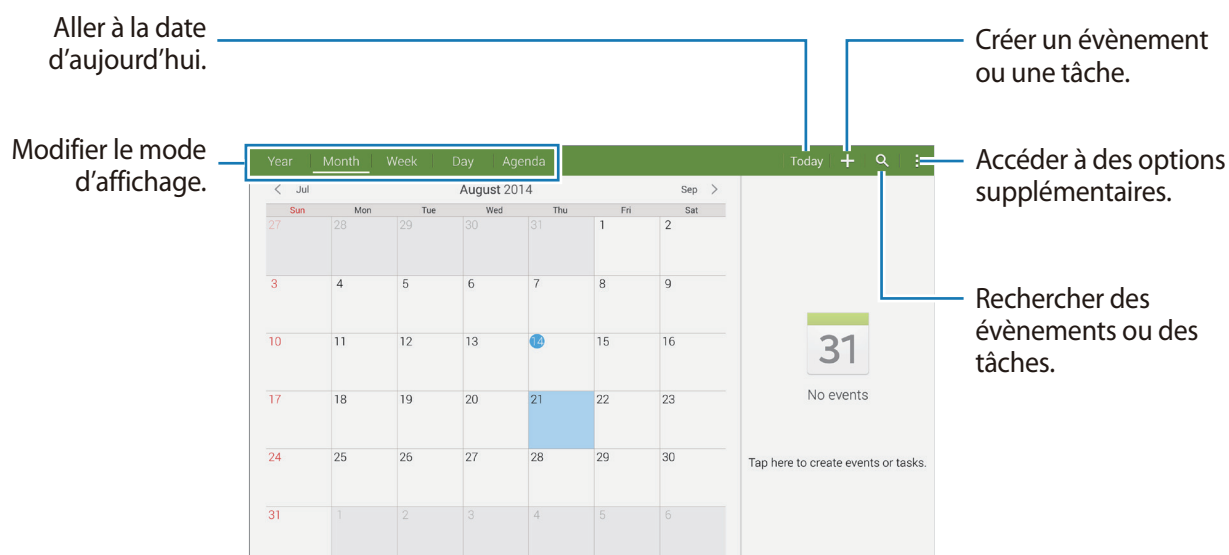 Aller à la date
d'aujourd'hui.
Créer un évènement
ou une tâche.
Modifier le mode
d'affichage.
Year Month Week Day Agenda Today
Accéder à des options
supplémentaires.
Jul August 2014 Sep
Sun Mon Tue Wed Thu Fri Sat
27 28 29 30 31 1 2
3 4 5 6 7 8 9
10 11 12 13 14 15 16
17 18 19 20 21 22 23
24 25 26 27 28 29 30
31 1 2 3 4 5 6
31
No events
Tap here to create events or tasks.
Rechercher des
évènements ou des
tâches.